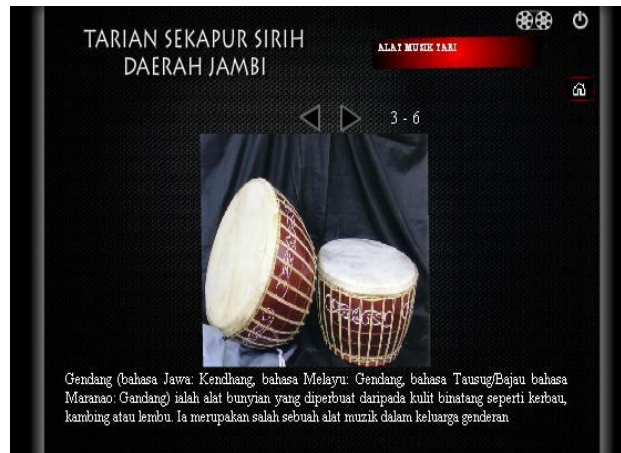 TARIAN SEKAPUR SIRIH
DAERAH JAMBI
ALAT MUSIK TARI
3 - 6
Gendang (bahasa Jawa: Kendhang, bahasa Melayu: Gendang, bahasa Tausug/Bajau bahasa
Maranao: Gandang) ialah alat bunyian yang diperbuat daripada kulit binatang seperti kerbau,
kambing atau lembu. Ia merupakan salah sebuah alat muzik dalam keluarga genderan